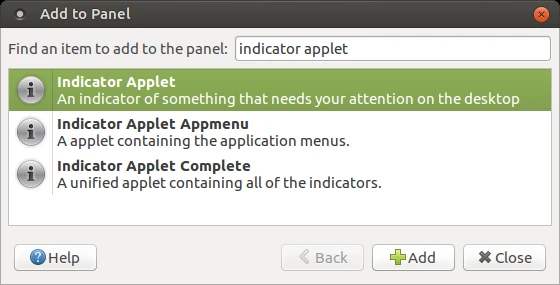 Add to Panel
Find an item to add to the panel: indicator applet
Indicator Applet
An indicator of something that needs your attention on the desktop
Indicator Applet Appmenu
A applet containing the application menus.
Indicator Applet Complete
A unified applet containing all of the indicators.
Help Back Add Close